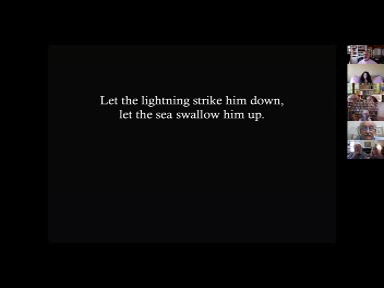 Let the lightning strike him down,
let the sea swallow him up.